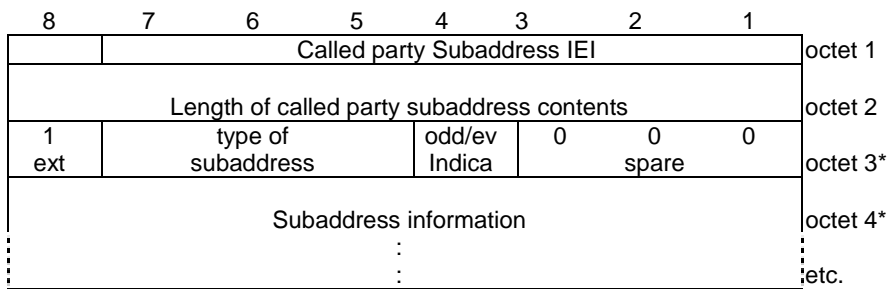 8 7 6 5 4 3 2 1
Called party Subaddress IEI octet 1
Length of called party subaddress contents octet 2
1 type of odd/ev 0 0 0
ext subaddress Indica spare octet 3*
Subaddress information octet 4*
:
: etc.